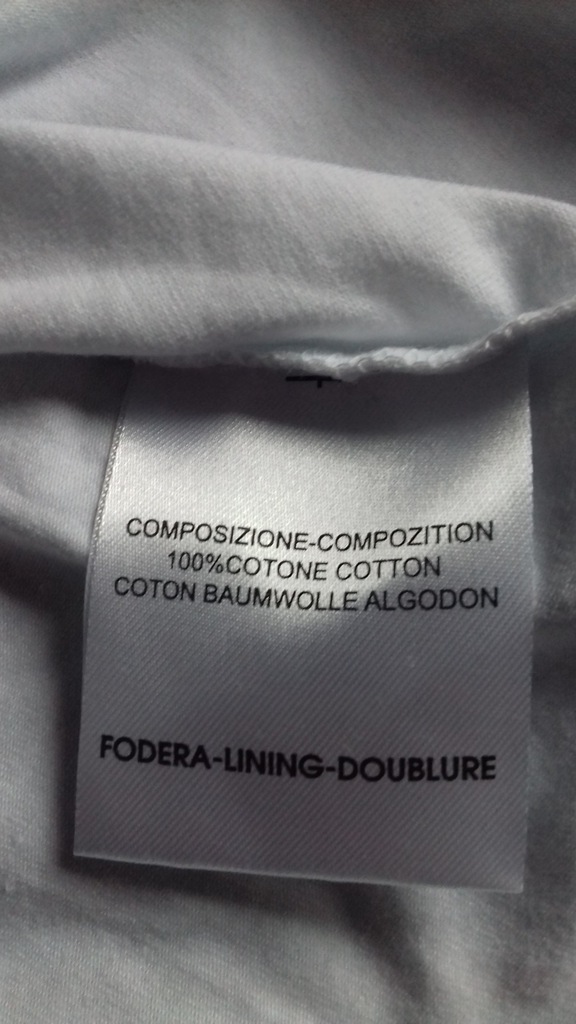 COMPOSIZIONE-COMPOZITION
100%COTONE COTTON
COTON BAUMWOLLE ALGODON
FODERA-LINING-DOUBLURE